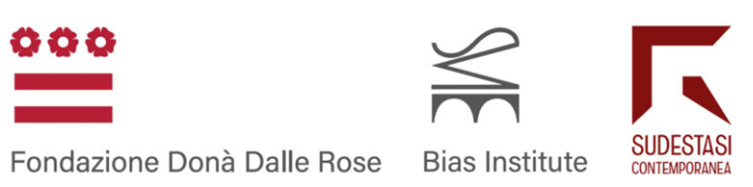 Fondazione Donà Dalle Rose
Bias Institute
SUDESTASI
CONTEMPORANEA